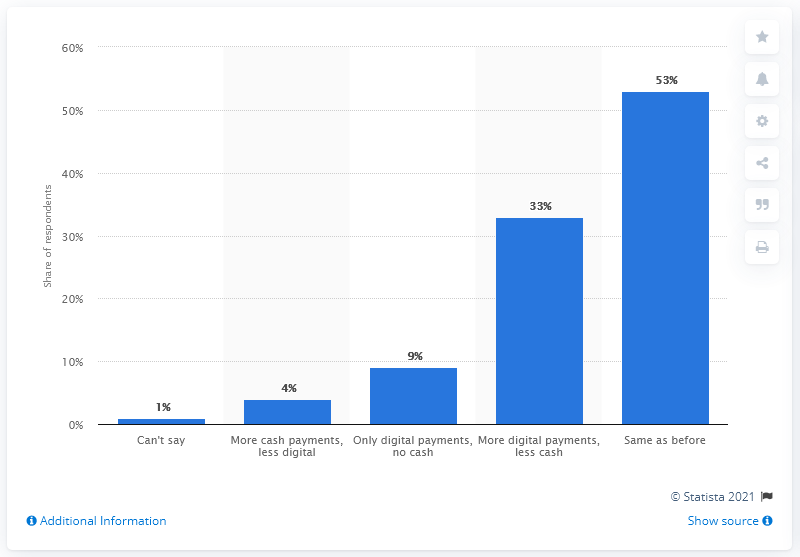 60%
50%
40%
30%
20%
10%
0%
Share of respondents
1%
4%
9%
33%
53%
Can't say
More cash payments,
less digital
Only digital payments,
no cash
More digital payments,
less cash
Same as before
© Statista 2021
Additional Information
Show source